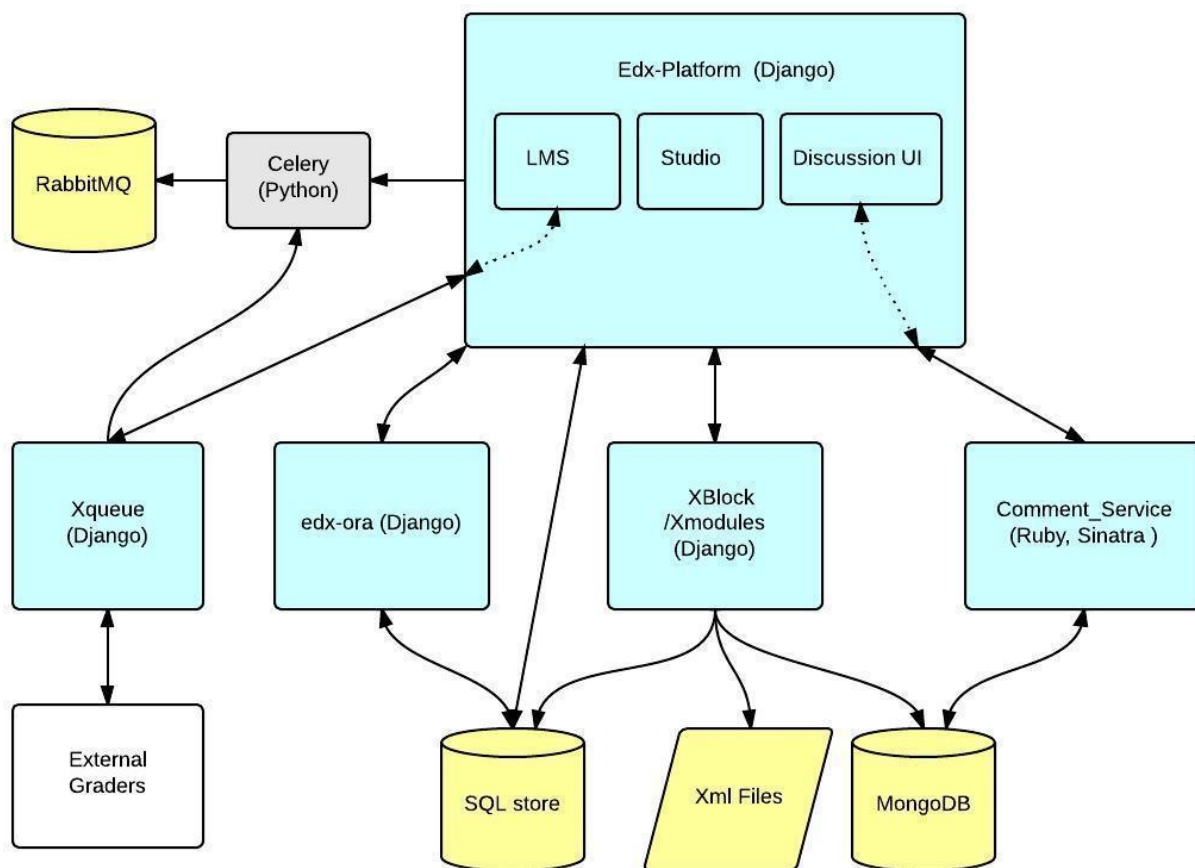 Edx-Platform (Django)
LMS
Studio
Discussion UI
RabbitMQ
Celery
(Python)
Xqueue
(Django)
edx-ora (Django)
XBlock
/Xmodules
(Django)
Comment_Service
(Ruby, Sinatra )
External
Graders
SQL store
Xml Files
MongoDB